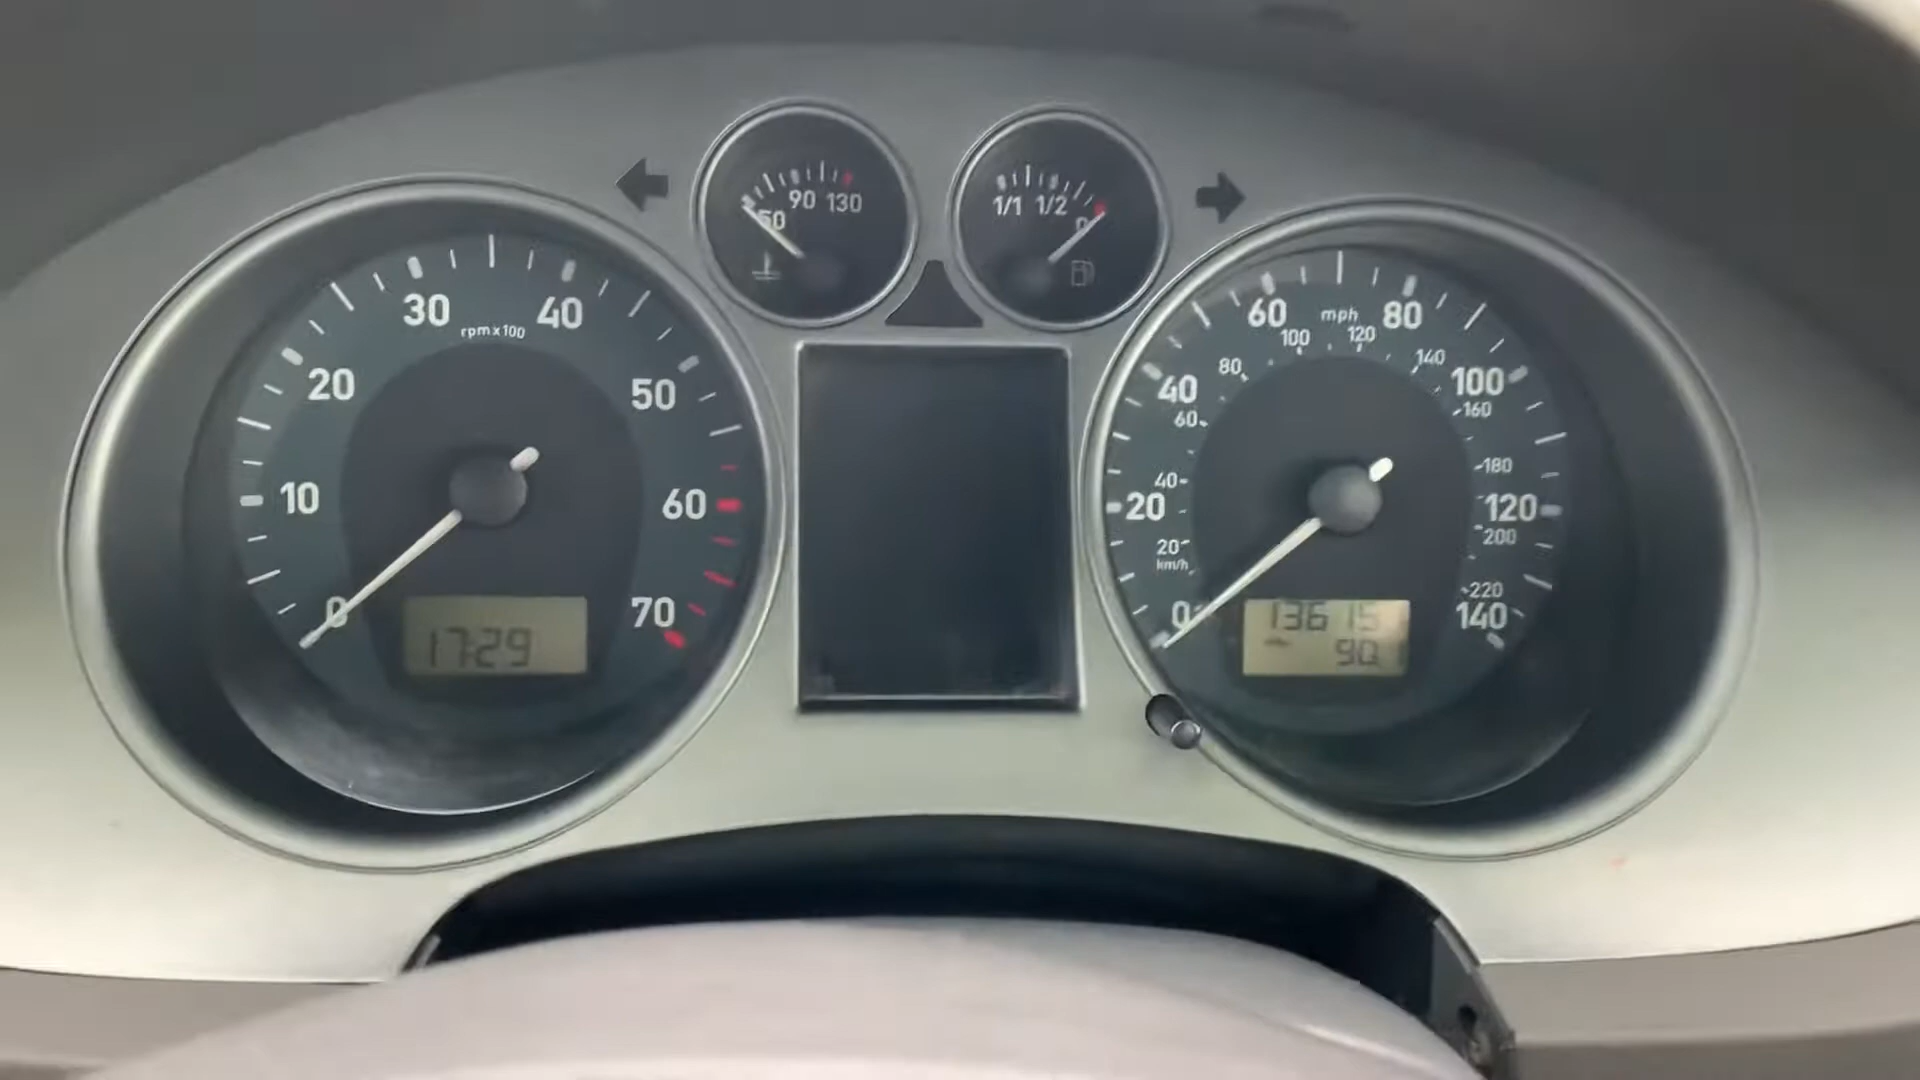 50 90 130
1/1 1/2 0
0 10 20 30 40 50 60 70
rpm x 100
17:29
0 20 40 60 80 100 120 140
mph
20 40 60 80 100 120 140 160 180 200 220
km/h
13615
90